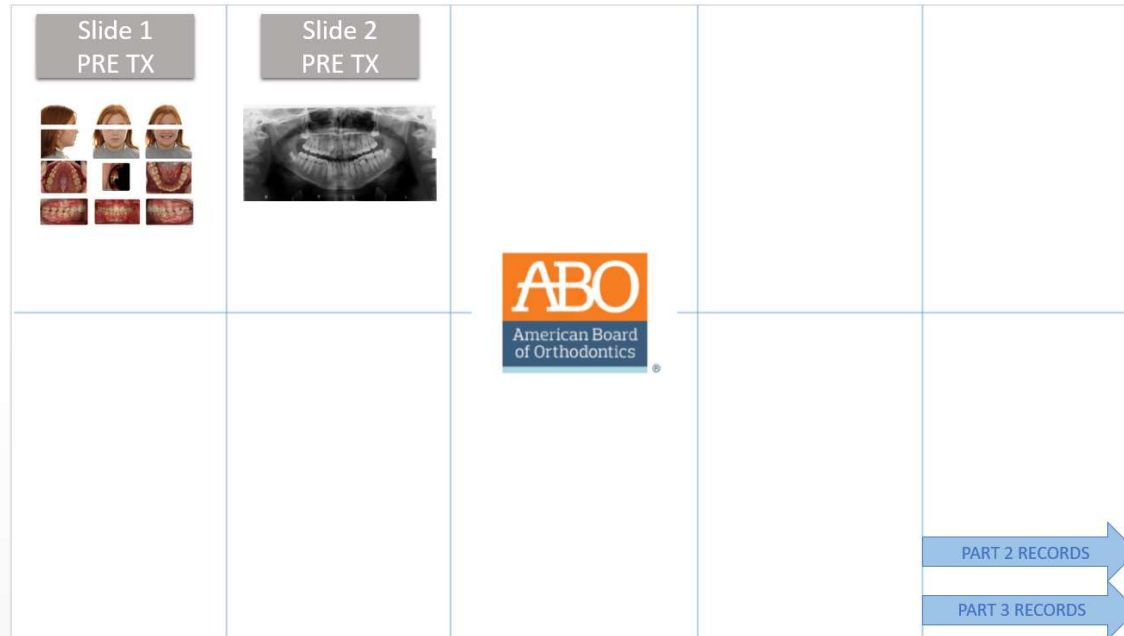 Slide 1
PRE TX
Slide 2
PRE TX
ABO
American Board
of Orthodontics
®
PART 2 RECORDS
PART 3 RECORDS